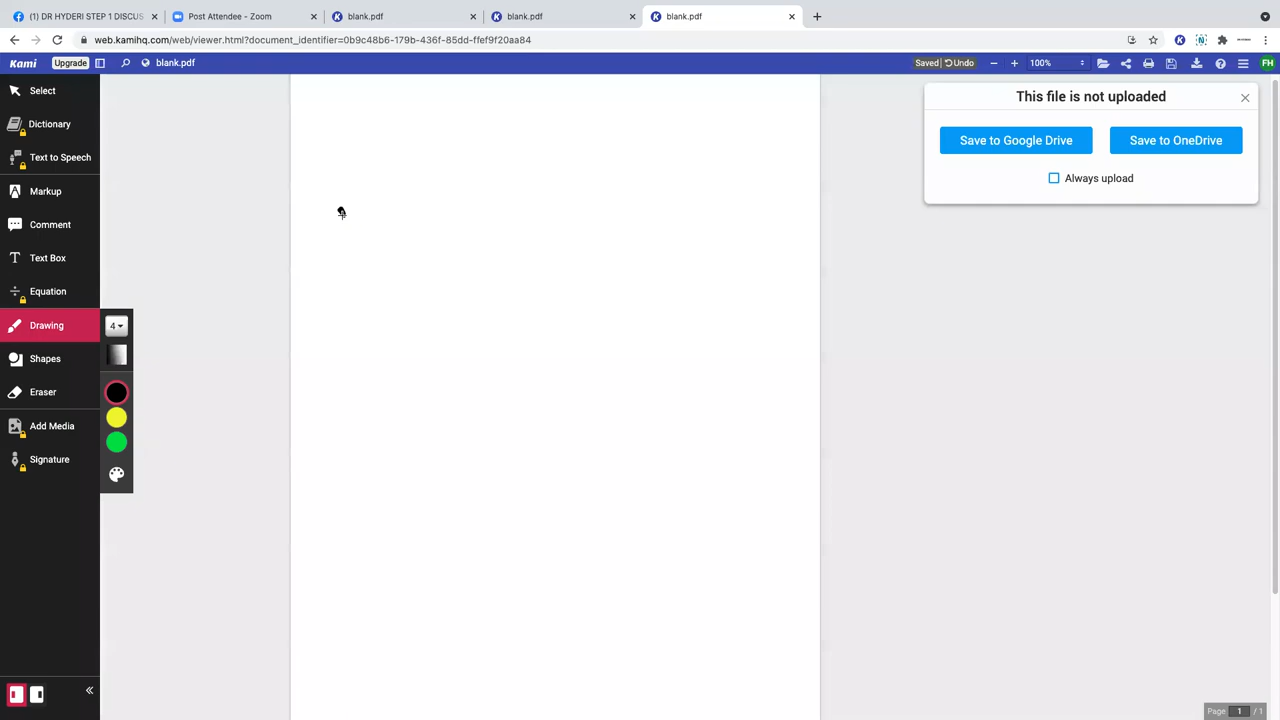 (1) DR HYDERI STEP 1 DISCUS
Post Attendee - Zoom
blank.pdf
blank.pdf
blank.pdf
web.kamihq.com/web/viewer.html?document_identifier=0b9c48b6-179b-436f-85dd-ffef9f20aa84
Kami
Upgrade
blank.pdf
Saved
Undo
100%
FH
Select
Dictionary
Text to Speech
Markup
Comment
Text Box
Equation
Drawing
Shapes
Eraser
Add Media
Signature
4
This file is not uploaded
Save to Google Drive
Save to OneDrive
Always upload
Page 1 / 1